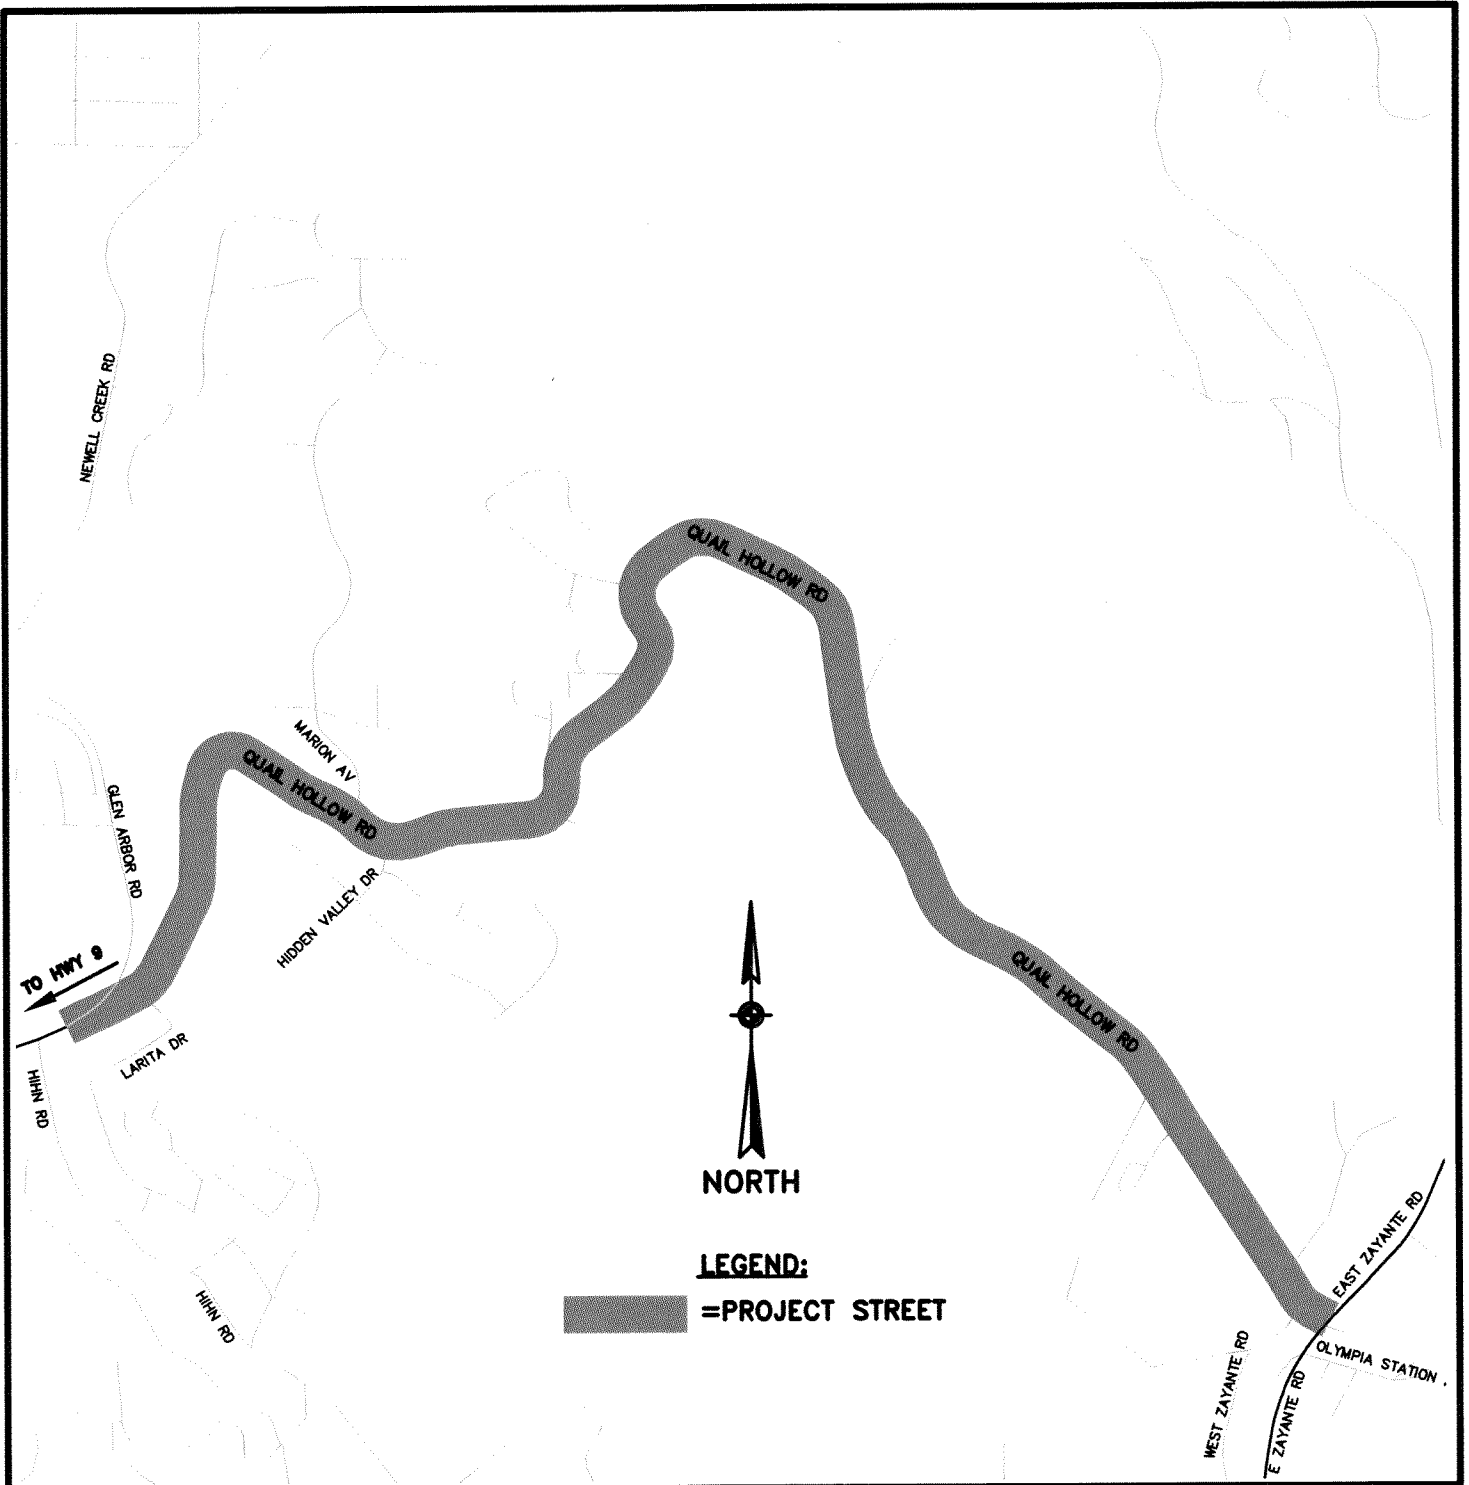 NEWELL CREEK RD
QUAIL HOLLOW RD
MARION AV
QUAIL HOLLOW RD
GLEN ARBOR RD
HIDDEN VALLEY DR
TO HWY 9
QUAIL HOLLOW RD
LARITA DR
HIHN RD
NORTH
EAST ZAYANTE RD
LEGEND:
=PROJECT STREET
HIHN RD
OLYMPIA STATION
WEST ZAYANTE RD
E ZAYANTE RD